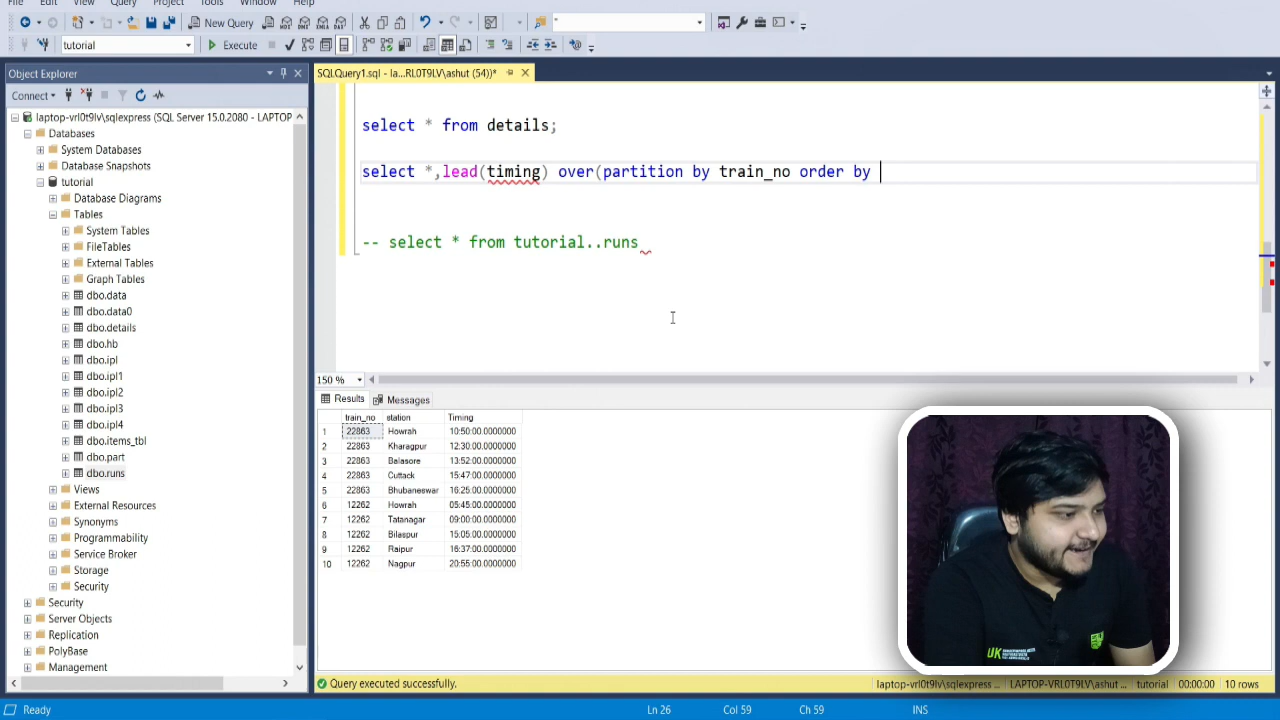 File Edit View Query Project Tools Window Help
New Query
tutorial
Execute
Object Explorer
SQLQuery1.sql - la...RL0T9LV\ashut (54))*
Connect
laptop-vrl0t9lv\sqlexpress (SQL Server 15.0.2080 - LAPTOP
Databases
System Databases
Database Snapshots
tutorial
Database Diagrams
Tables
System Tables
FileTables
External Tables
Graph Tables
dbo.data
dbo.data0
dbo.details
dbo.hb
dbo.ipl
dbo.ipl1
dbo.ipl2
dbo.ipl3
dbo.ipl4
dbo.items_tbl
dbo.part
dbo.runs
Views
External Resources
Synonyms
Programmability
Service Broker
Storage
Security
Security
Server Objects
Replication
PolyBase
Management
select * from details;
select *,lead(timing) over(partition by train_no order by
-- select * from tutorial..runs
150 %
Results Messages
train_no station Timing
1 22863 Howrah 10:50:00.0000000
2 22863 Kharagpur 12:30:00.0000000
3 22863 Balasore 13:52:00.0000000
4 22863 Cuttack 15:47:00.0000000
5 22863 Bhubaneswar 16:25:00.0000000
6 12262 Howrah 05:45:00.0000000
7 12262 Tatanagar 09:00:00.0000000
8 12262 Bilaspur 15:05:00.0000000
9 12262 Raipur 16:37:00.0000000
10 12262 Nagpur 20:55:00.0000000
UK
Query executed successfully.
laptop-vrl0t9lv\sqlexpress ... LAPTOP-VRL0T9LV\ashut ... tutorial 00:00:00 10 rows
Ready Ln 26 Col 59 Ch 59 INS